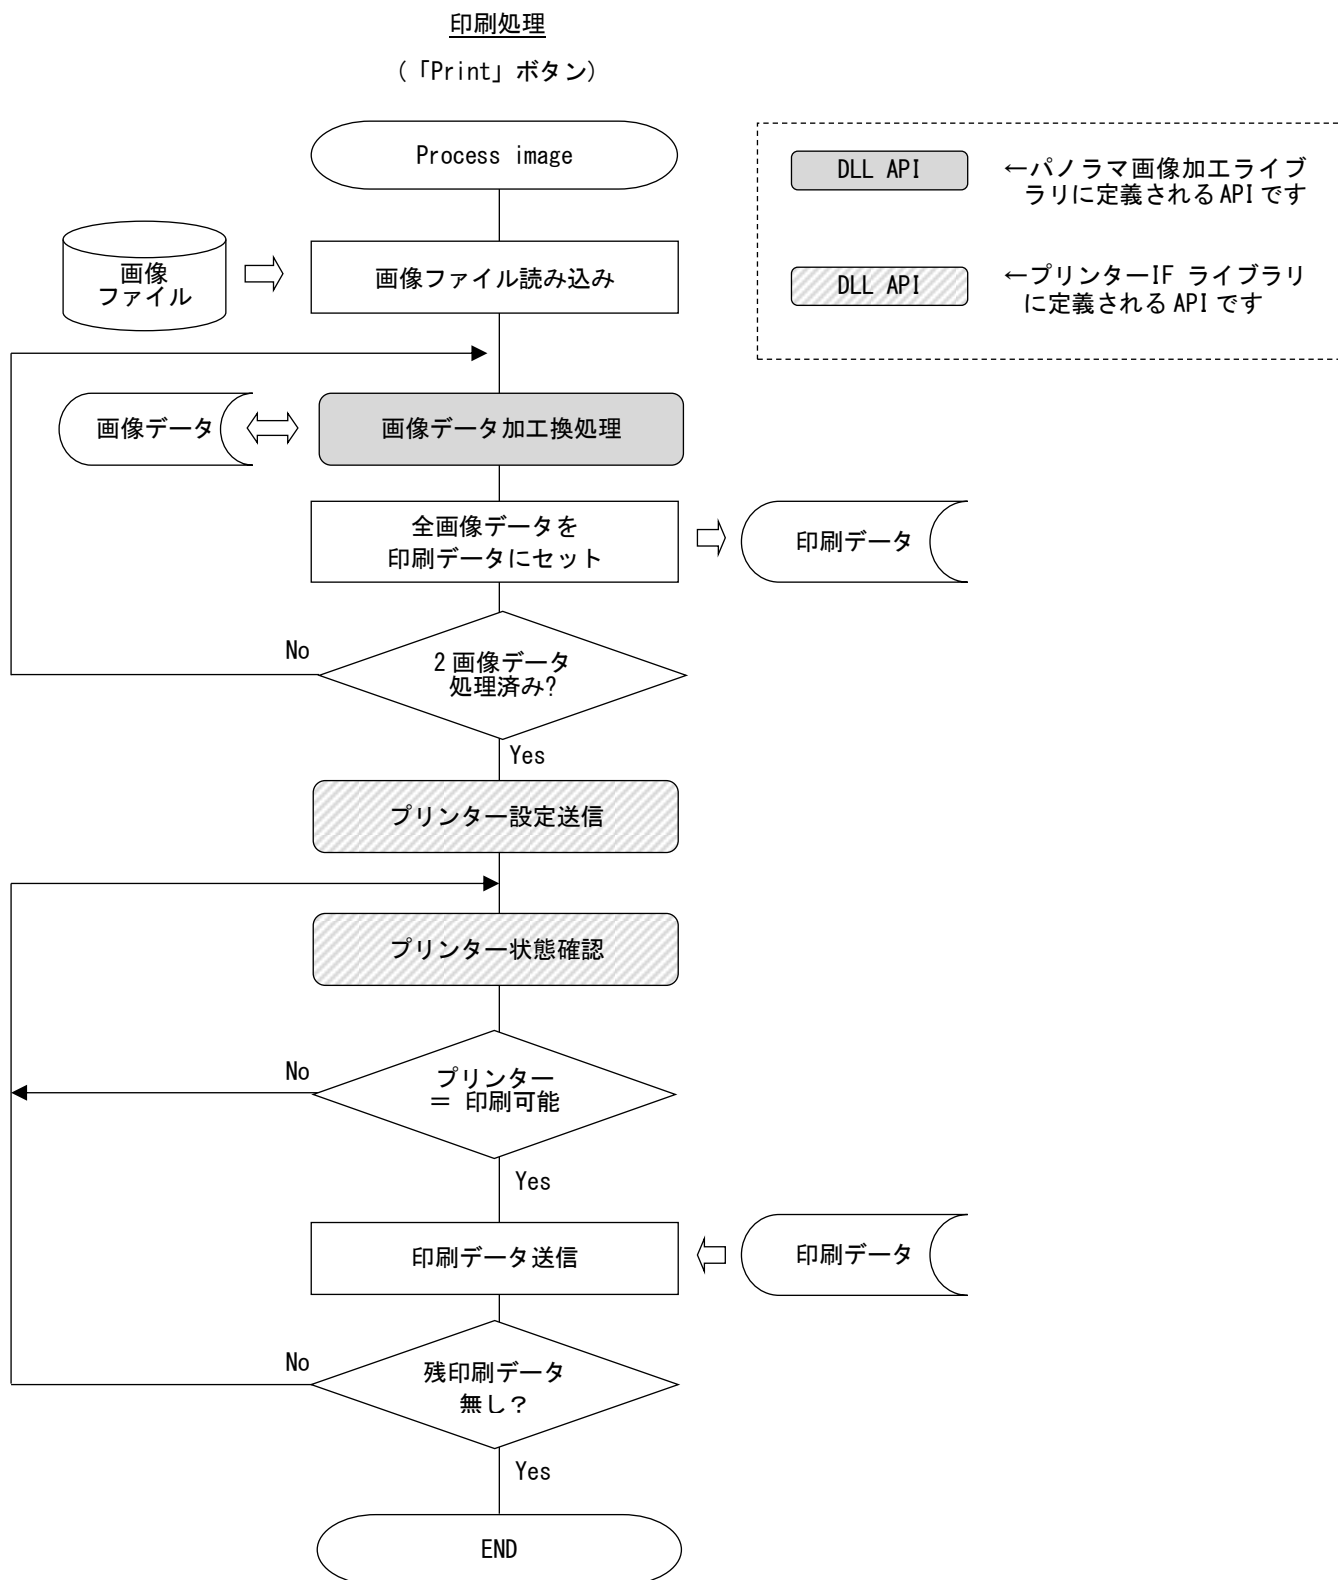 印刷処理
(「Print」ボタン)
Process image
DLL API
←パノラマ画像加工ライブ
ラリに定義されるAPIです
画像
ファイル
画像ファイル読み込み
DLL API
←プリンターIF ライブラリ
に定義されるAPIです
画像データ
画像データ加工換処理
全画像データを
印刷データにセット
印刷データ
No
2画像データ
処理済み?
Yes
プリンター設定送信
プリンター状態確認
No
プリンター
= 印刷可能
Yes
印刷データ送信
印刷データ
No
残印刷データ
無し?
Yes
END